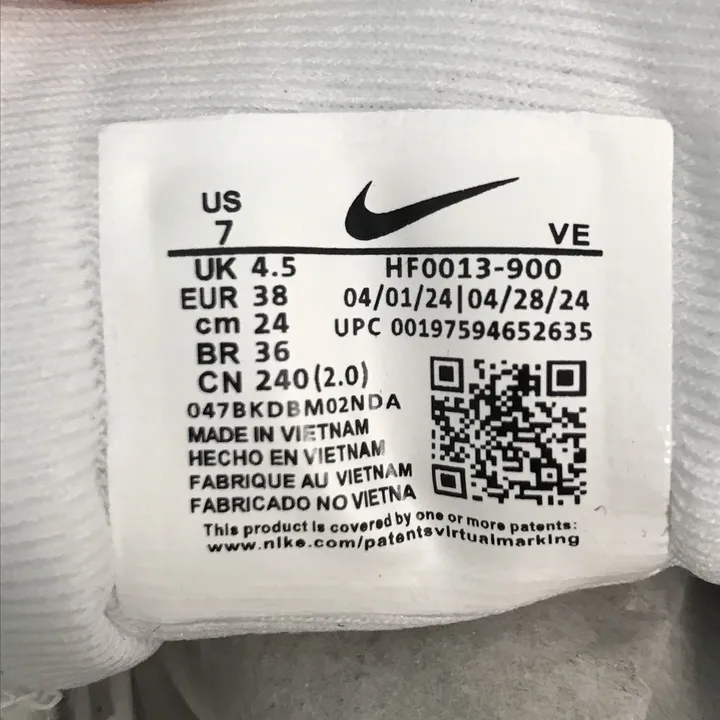 US
7
VE
UK 4.5
HF0013-900
EUR 38
04/01/24|04/28/24
cm 24
UPC 00197594652635
BR 36
CN 240(2.0)
047BKDBM02NDA
MADE IN VIETNAM
HECHO EN VIETNAM
FABRIQUE AU VIETNAM
FABRICADO NO VIETNA
This product is covered by one or more patents:
www.nike.com/patentsvirtualmarking